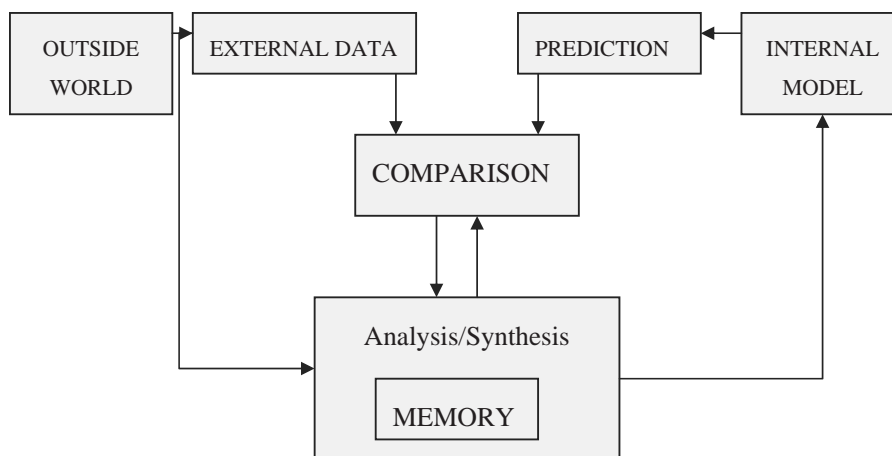 OUTSIDE
WORLD
EXTERNAL DATA
PREDICTION
INTERNAL
MODEL
COMPARISON
Analysis/Synthesis
MEMORY